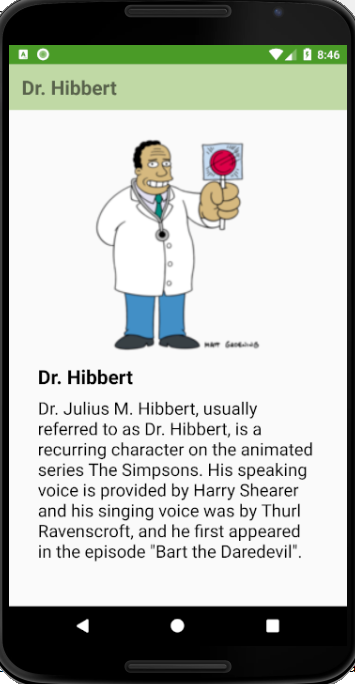 8:46
Dr. Hibbert
MATT GROENING
Dr. Hibbert
Dr. Julius M. Hibbert, usually
referred to as Dr. Hibbert, is a
recurring character on the animated
series The Simpsons. His speaking
voice is provided by Harry Shearer
and his singing voice was by Thurl
Ravenscroft, and he first appeared
in the episode "Bart the Daredevil".